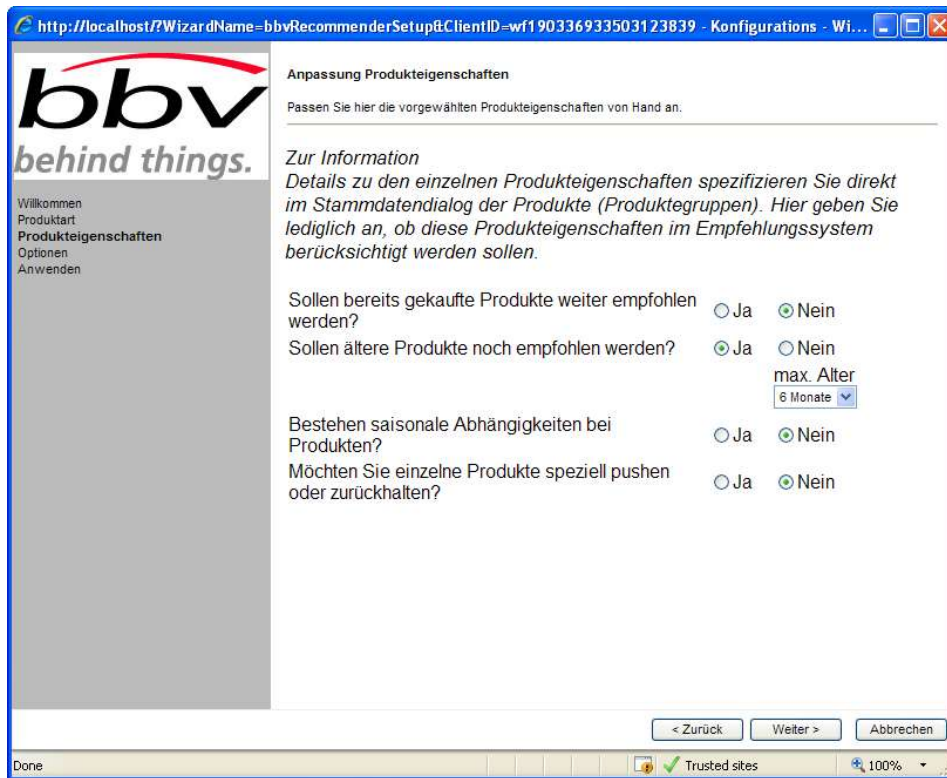 http://localhost/?WizardName=bbvRecommenderSetup&ClientID=wf190336933503123839 - Konfigurations - Wi...
bbv
behind things.
Willkommen
Produktart
Produkteigenschaften
Optionen
Anwenden
Anpassung Produkteigenschaften
Passen Sie hier die vorgewählten Produkteigenschaften von Hand an.
Zur Information
Details zu den einzelnen Produkteigenschaften spezifizieren Sie direkt
im Stammdatendialog der Produkte (Produktegruppen). Hier geben Sie
lediglich an, ob diese Produkteigenschaften im Empfehlungssystem
berücksichtigt werden sollen.
Sollen bereits gekaufte Produkte weiter empfohlen
werden?
Ja Nein
Sollen ältere Produkte noch empfohlen werden?
Ja Nein
max. Alter
6 Monate
Bestehen saisonale Abhängigkeiten bei
Produkten?
Ja Nein
Möchten Sie einzelne Produkte speziell pushen
oder zurückhalten?
Ja Nein
< Zurück Weiter > Abbrechen
Done Trusted sites 100%